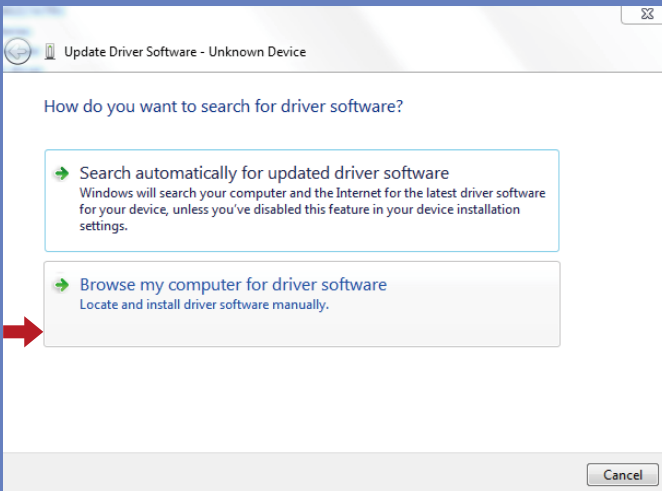 Update Driver Software - Unknown Device
How do you want to search for driver software?
Search automatically for updated driver software
Windows will search your computer and the Internet for the latest driver software
for your device, unless you've disabled this feature in your device installation
settings.
Browse my computer for driver software
Locate and install driver software manually.
Cancel